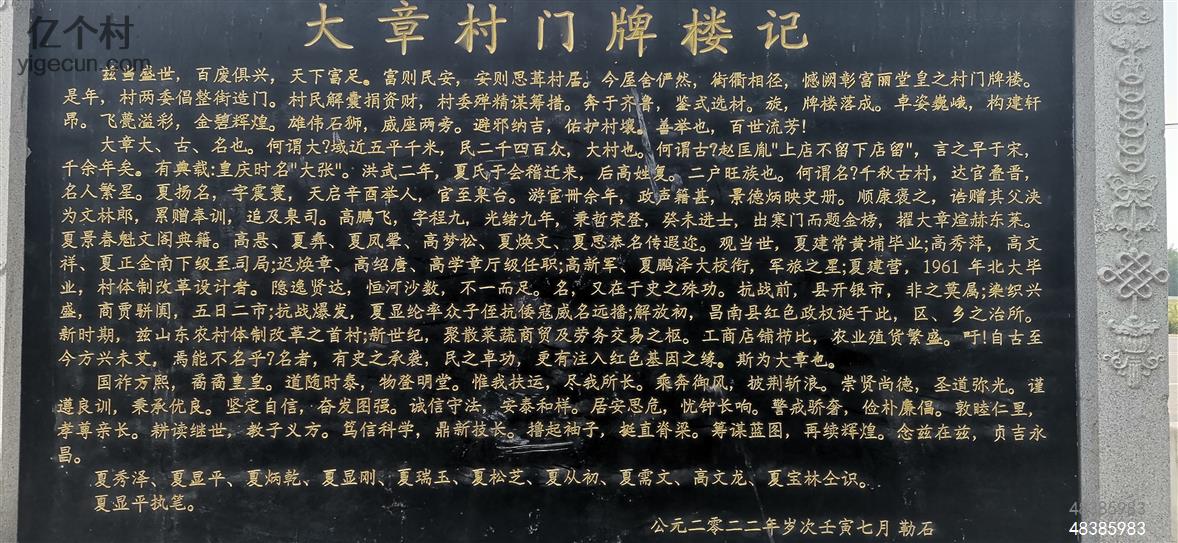 大章村门牌楼记
亿个村
yigecun.com
兹当盛世，百废俱兴，天下富足。富则民安，安则思葺村居。今屋舍俨然，街衢相径，憾阙彰富丽堂皇之村门牌楼。
是年，村两委倡整街造门。村民解囊捐资财，村委殚精谋筹措。奔于齐鲁，鉴式选材。旋，牌楼落成。卓姿巍峨，构建轩
昂。飞甍溢彩，金碧辉煌。雄伟石狮，威座两旁。避邪纳吉，佑护村壤。善举也，百世流芳！
大章大、古、名也。何谓大?域近五平千米，民二千四百众，大村也。何谓古?赵匡胤"上店不留下店留"，言之早于宋，
千余年矣。有典载:皇庆时名"大张"。洪武二年，夏氏于会稽迁来，后高姓复。二户旺族也。何谓名?千秋古村，达官叠晋，
名人繁星。夏扬名，字震寰，天启辛酉举人，官至臬台。游宦卌余年，政声籍甚，景德炳映史册。顺康褒之，诰赠其父泱
为文林郎，累赠奉训，追及臬司。高鹏飞，字程九，光绪九年，秉哲荣登，癸未进士，出寒门而题金榜，擢大章煊赫东莱。
夏景春魁文阁典籍。高悬、夏彝、夏凤翚、高梦松、夏焕文、夏思恭名传遐迩。观当世，夏建常黄埔毕业;高秀萍，高文
祥、夏正金南下级至司局;迟焕章、高绍唐、高学章厅级任职;高新军、夏鹏泽大校衔，军旅之星;夏建营，1961 年北大毕
业，村体制改革设计者。隐逸贤达，恒河沙数，不一而足。名，又在于史之殊功。抗战前，县开银市，非之莫属;染织兴
盛，商贾骈阗，五日二市;抗战爆发，夏显纶率众子侄抗倭寇威名远播;解放初，昌南县红色政权诞于此，区、乡之治所。
新时期，兹山东农村体制改革之首村;新世纪，聚散菜蔬商贸及劳务交易之枢。工商店铺栉比，农业殖货繁盛。吁!自古至
今方兴未艾，焉能不名乎?名者，有史之承袭，民之卓功，更有注入红色基因之缘。斯为大章也。
国祚方熙，矞矞皇皇。道随时泰，物登明堂。惟我扶运，尽我所长。乘奔御风，披荆斩浪。崇贤尚德，圣道弥光。谨
遵良训，秉承优良。坚定自信，奋发图强。诚信守法，安泰和样。居安思危，忧钟长响。警戒骄奢，俭朴廉倡。敦睦仁里，
孝尊亲长。耕读继世，教子义方。笃信科学，鼎新技长。撸起袖子，挺直脊梁。筹谋蓝图，再续辉煌。念兹在兹，贞吉永
昌。
夏秀泽、夏显平、夏炳乾、夏显刚、夏瑞玉、夏松芝、夏从初、夏需文、高文龙、夏宝林仝识。
夏显平执笔。
公元二零二二年岁次壬寅七月 勒石
48385983
48385983